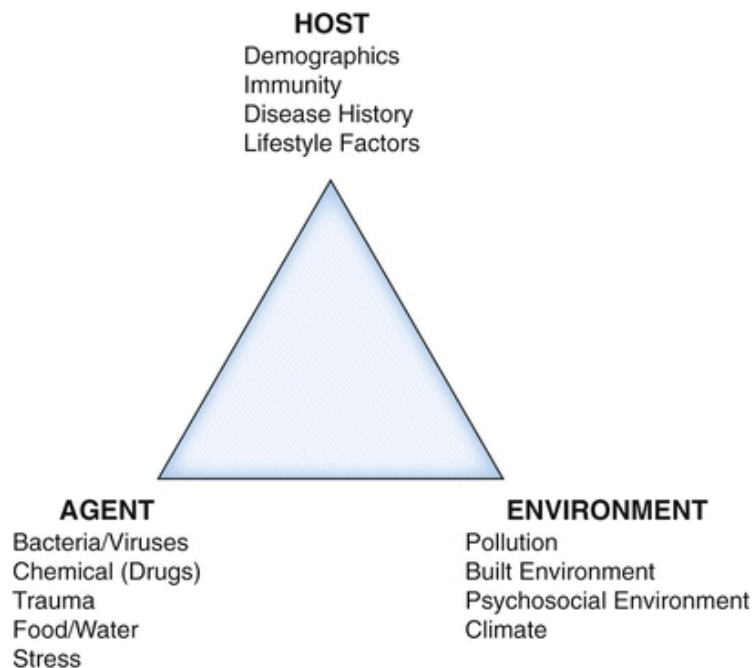 HOST
Demographics
Immunity
Disease History
Lifestyle Factors
AGENT
Bacteria/Viruses
Chemical (Drugs)
Trauma
Food/Water
Stress
ENVIRONMENT
Pollution
Built Environment
Psychosocial Environment
Climate